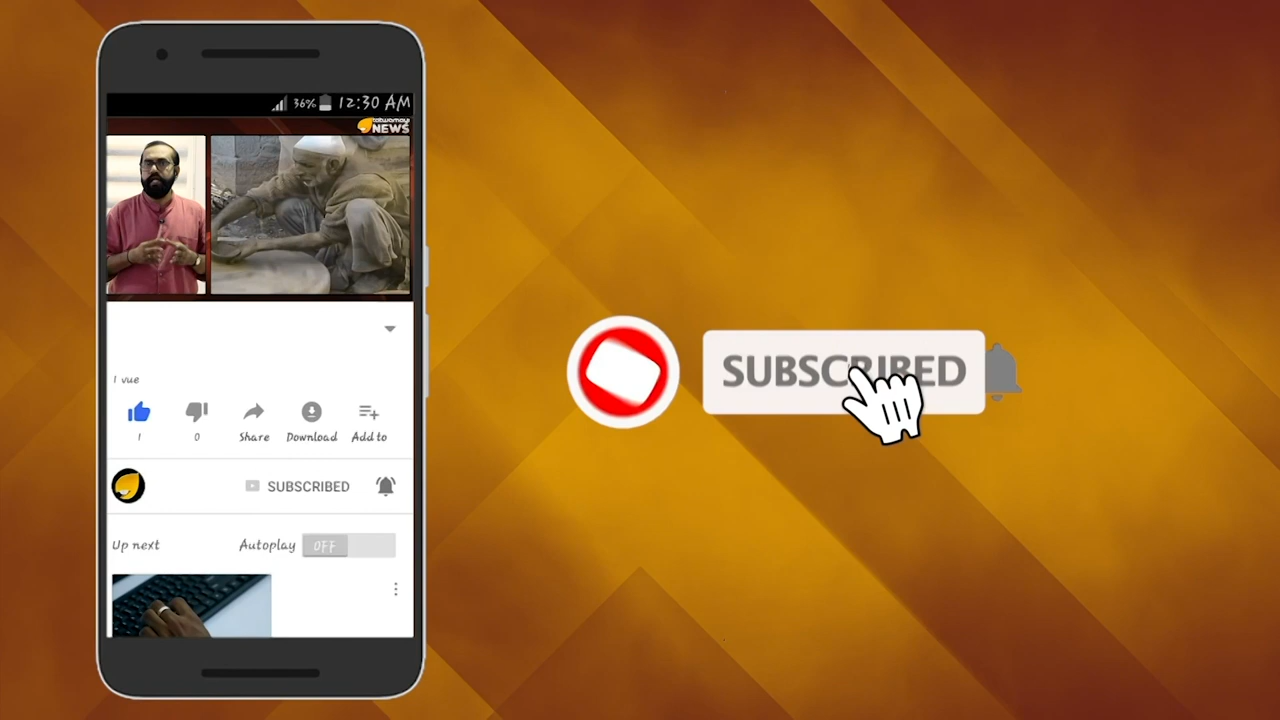 36% 12:30 AM
tatwamayi
NEWS
1 vue
1 0 Share Download Add to
SUBSCRIBED
Up next Autoplay OFF
SUBSCRIBED